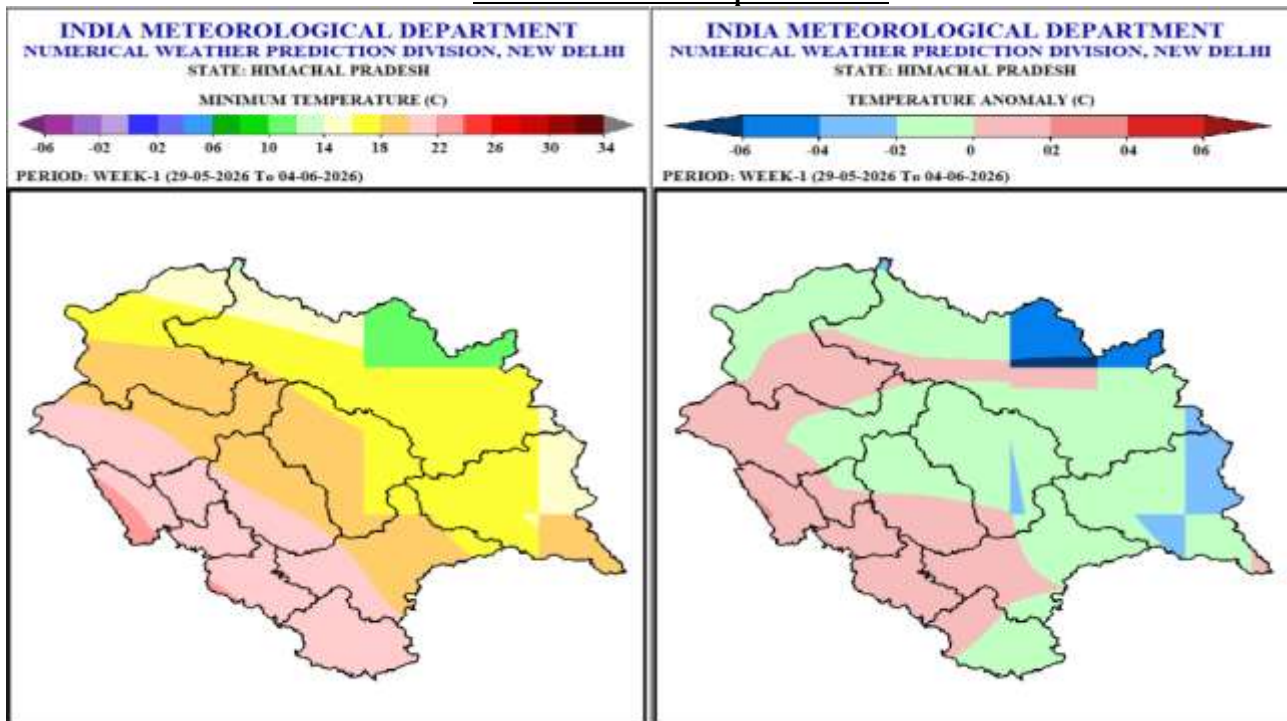 INDIA METEOROLOGICAL DEPARTMENT
NUMERICAL WEATHER PREDICTION DIVISION, NEW DELHI
STATE: HIMACHAL PRADESH
MINIMUM TEMPERATURE (C)
-06 -02 02 06 10 14 18 22 26 30 34
PERIOD: WEEK-1 (29-05-2026 To 04-06-2026)
INDIA METEOROLOGICAL DEPARTMENT
NUMERICAL WEATHER PREDICTION DIVISION, NEW DELHI
STATE: HIMACHAL PRADESH
TEMPERATURE ANOMALY (C)
-06 -04 -02 0 02 04 06
PERIOD: WEEK-1 (29-05-2026 To 04-06-2026)